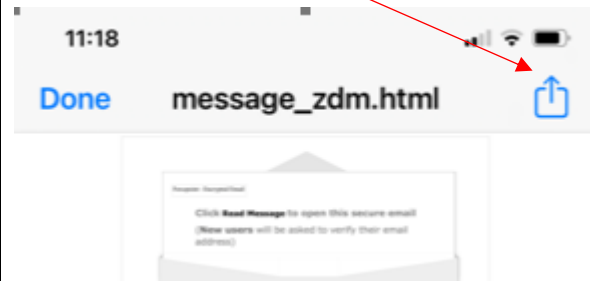 11:18
Done message_zdm.html
Click Read Message to open this secure email
(New users will be asked to verify their email
address)